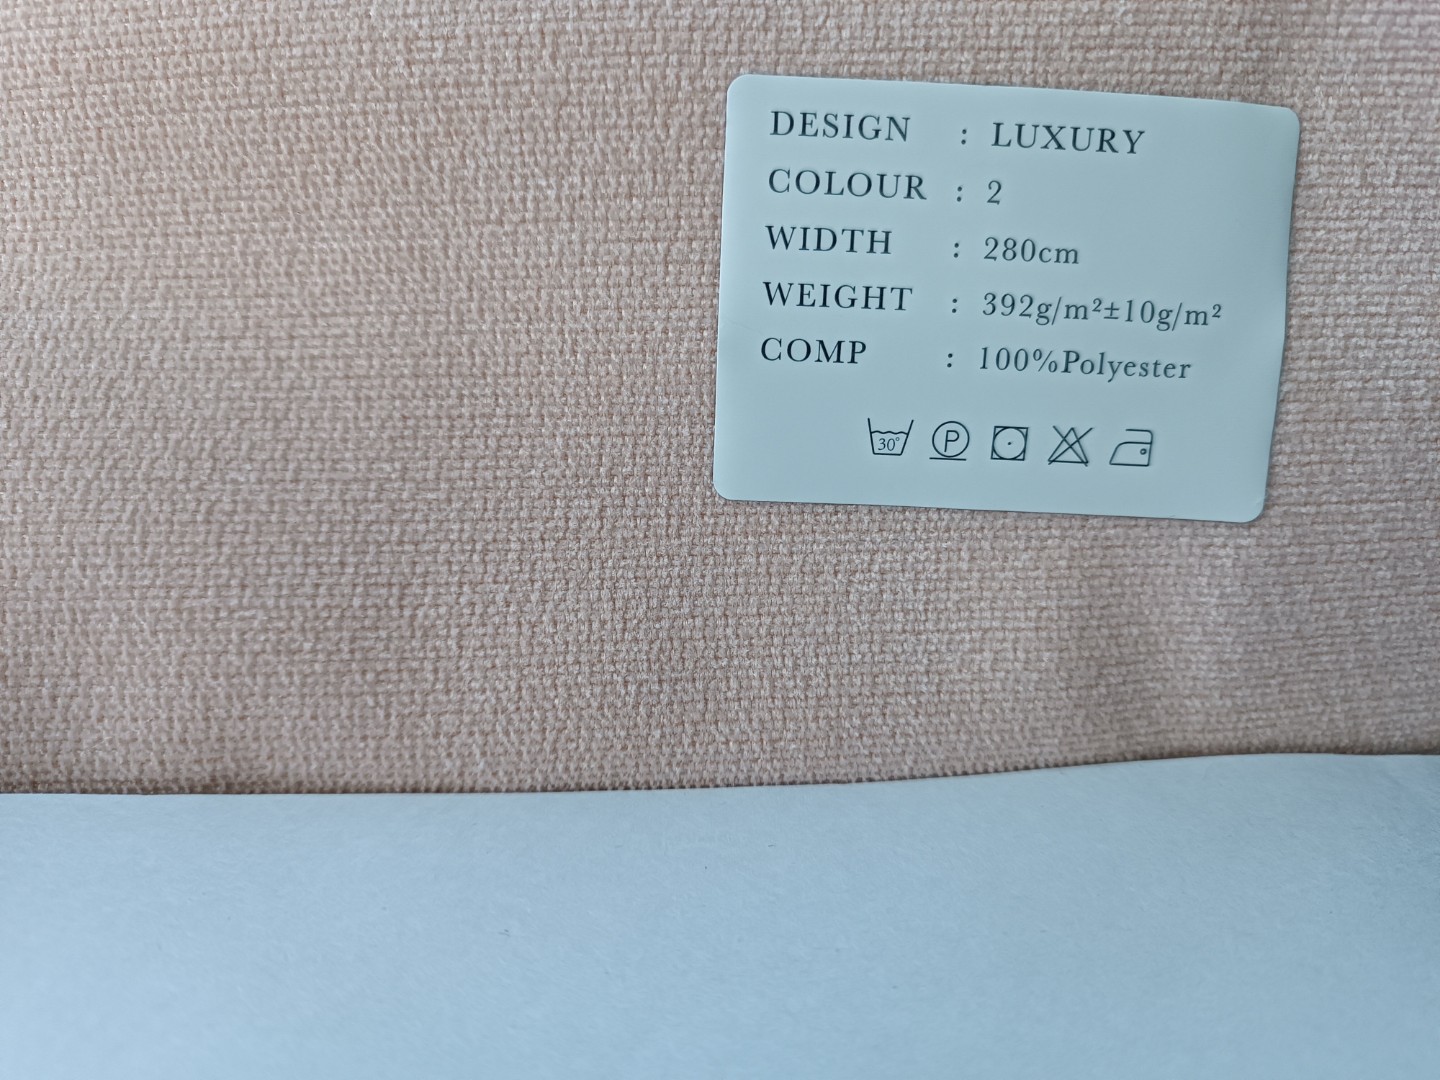 DESIGN : LUXURY
COLOUR : 2
WIDTH : 280cm
WEIGHT : 392g/m²±10g/m²
COMP : 100%Polyester
30° P